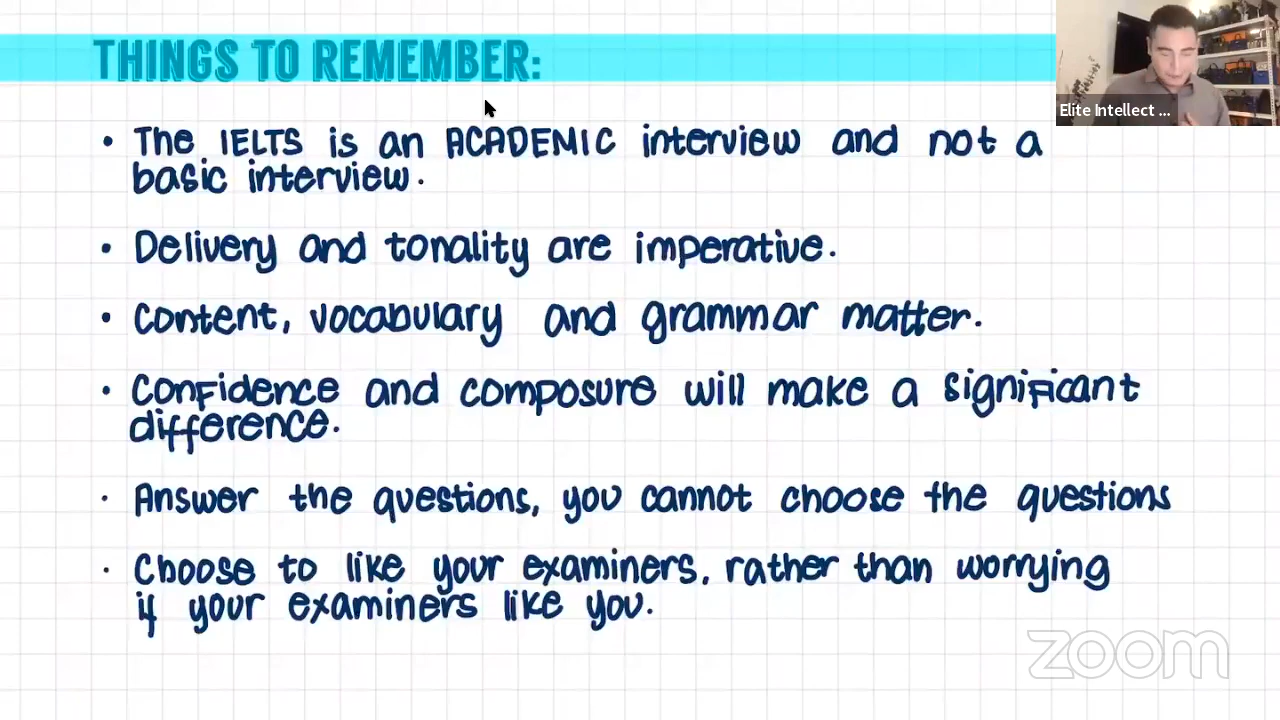 THINGS TO REMEMBER:
Elite Intellect ...
• The IELTS is an ACADEMIC interview and not a
basic interview.
• Delivery and tonality are imperative.
• Content, vocabulary and grammar matter.
• Confidence and composure will make a significant
difference.
• Answer the questions, you cannot choose the questions
• Choose to like your examiners, rather than worrying
if your examiners like you.
zoom